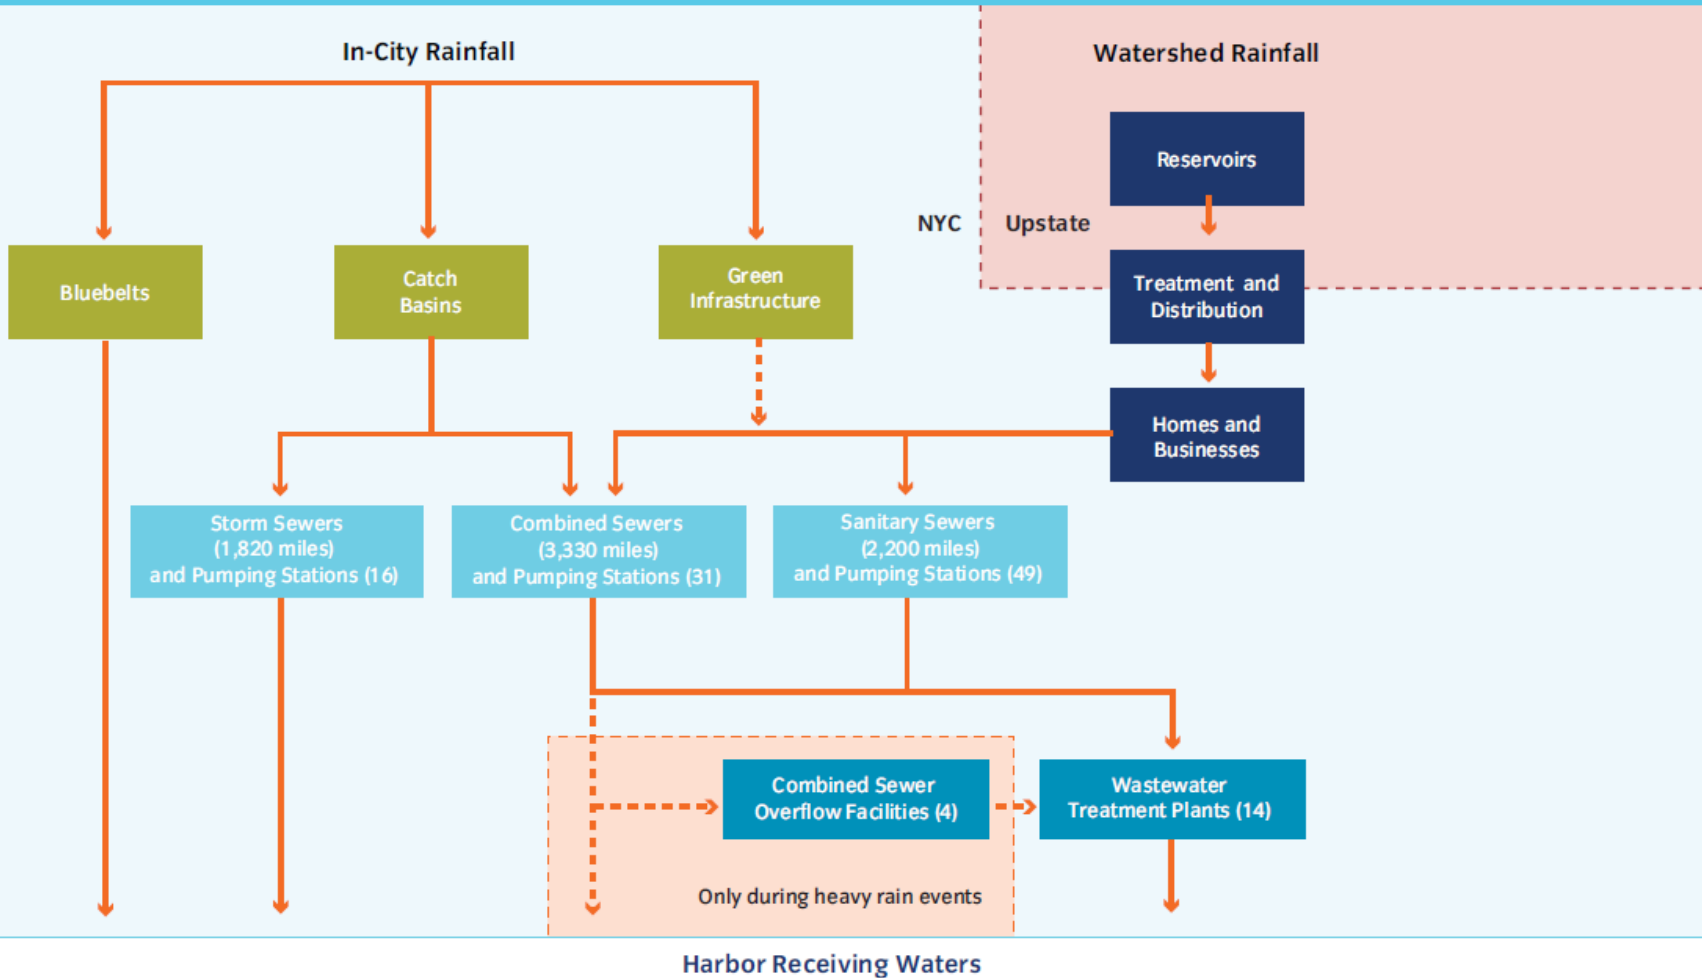 In-City Rainfall
Watershed Rainfall
Reservoirs
NYC
Upstate
Bluebelts
Catch
Basins
Green
Infrastructure
Treatment and
Distribution
Homes and
Businesses
Storm Sewers
(1,820 miles)
and Pumping Stations (16)
Combined Sewers
(3,330 miles)
and Pumping Stations (31)
Sanitary Sewers
(2,200 miles)
and Pumping Stations (49)
Combined Sewer
Overflow Facilities (4)
Wastewater
Treatment Plants (14)
Only during heavy rain events
Harbor Receiving Waters